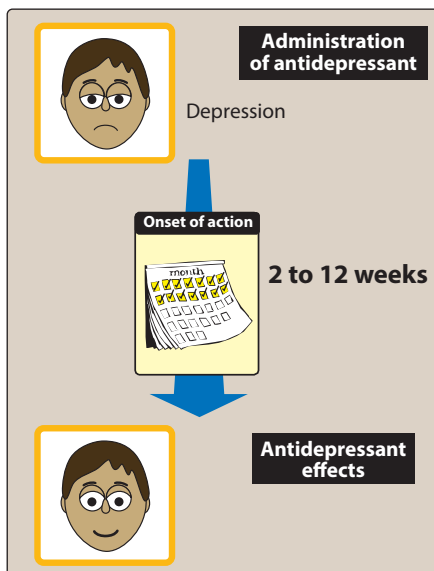 Administration
of antidepressant
Depression
Onset of action
month
2 to 12 weeks
Antidepressant
effects